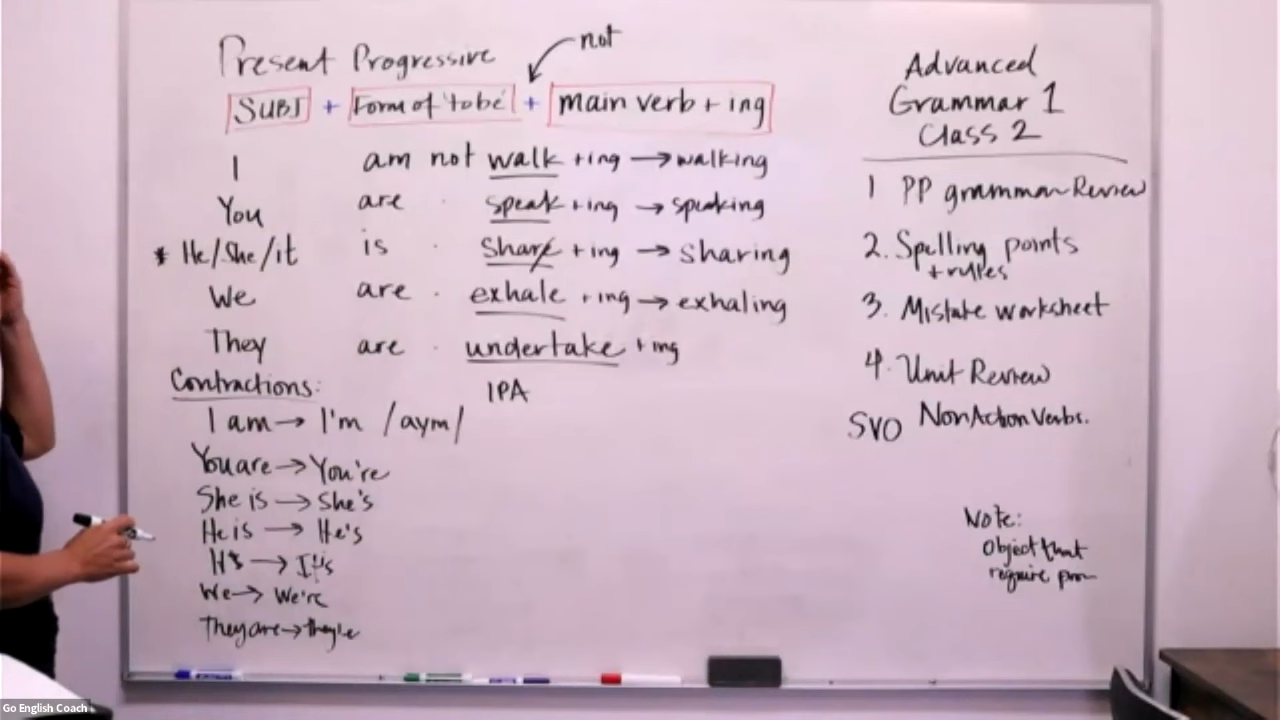 Present Progressive
not
SUBJ + Form of 'to be' + main verb + ing
I am not walk +ing → walking
You are · speak +ing → speaking
* He/She/it is · share +ing → sharing
We are · exhale +ing → exhaling
They are · undertake +ing
IPA
Contractions:
I am → I'm /aym/
You are → You're
She is → She's
He is → He's
→ It's
We → We're
They are →
Advanced
Grammar 1
Class 2
1 PP grammar Review
2. Spelling points
+ rules
3. Mistake worksheet
4. Unit Review
SVO Non Action Verbs.
Note:
Object that
require
Go English Coach